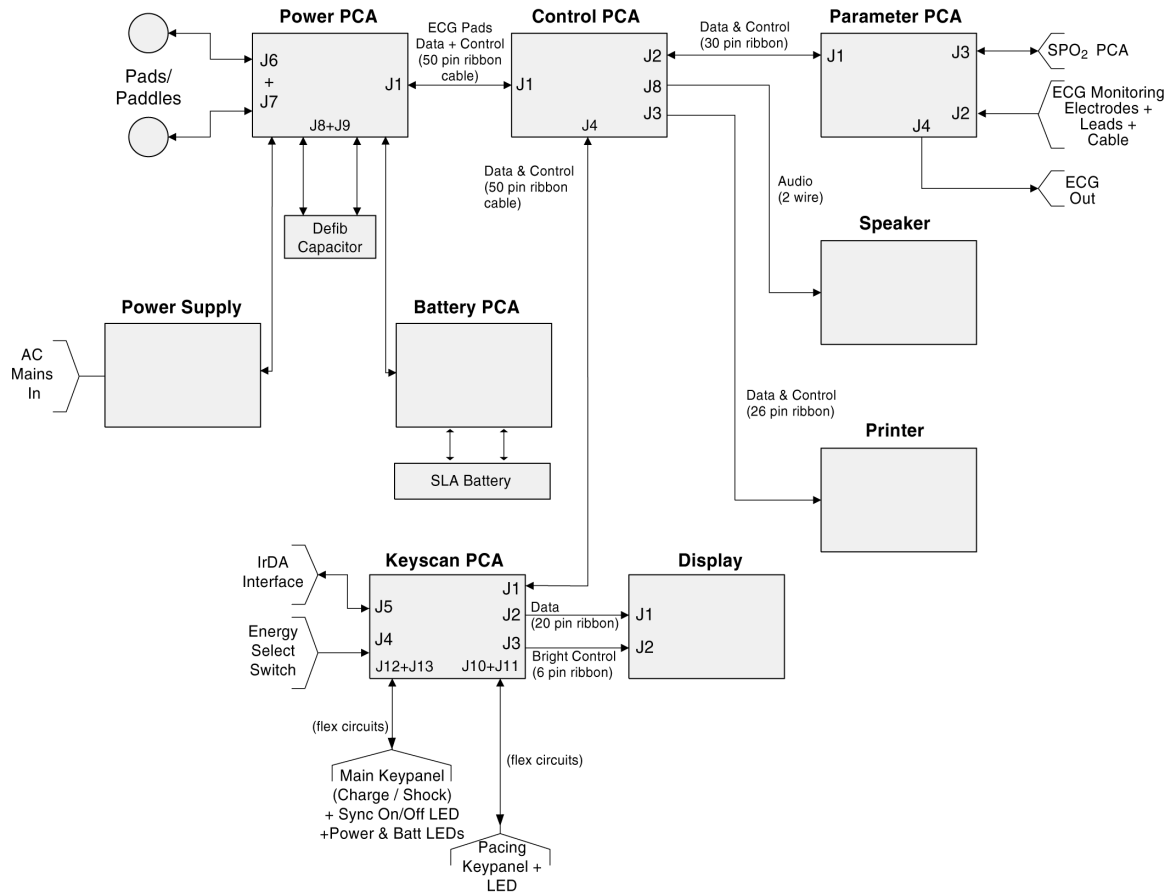 Power PCA
Control PCA
Parameter PCA
ECG Pads
Data + Control
(50 pin ribbon
cable)
Data & Control
(30 pin ribbon)
J6
+
J7
J1
J8+J9
J1
J2
J8
J3
J4
J1
J3
J2
J4
SPO2 PCA
ECG Monitoring
Electrodes +
Leads +
Cable
ECG
Out
Pads/
Paddles
Data & Control
(50 pin ribbon
cable)
Audio
(2 wire)
Defib
Capacitor
Speaker
Power Supply
Battery PCA
AC
Mains
In
Data & Control
(26 pin ribbon)
Printer
SLA Battery
Keyscan PCA
Display
IrDA
Interface
Energy
Select
Switch
J5
J4
J12+J13
J1
J2
J3
J10+J11
Data
(20 pin ribbon)
Bright Control
(6 pin ribbon)
J1
J2
(flex circuits)
(flex circuits)
Main Keypanel
(Charge / Shock)
+ Sync On/Off LED
+Power & Batt LEDs
Pacing
Keypanel +
LED